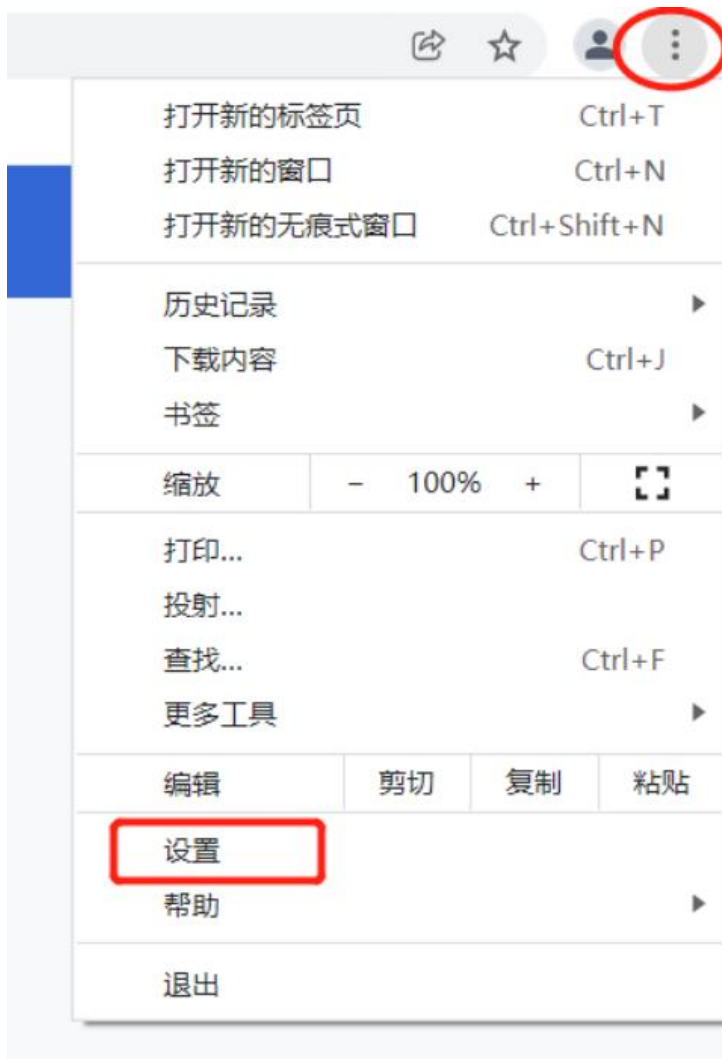 打开新的标签页 Ctrl+T
打开新的窗口 Ctrl+N
打开新的无痕式窗口 Ctrl+Shift+N
历史记录
下载内容 Ctrl+J
书签
缩放 − 100% +
打印... Ctrl+P
投射...
查找... Ctrl+F
更多工具
编辑 剪切 复制 粘贴
设置
帮助
退出